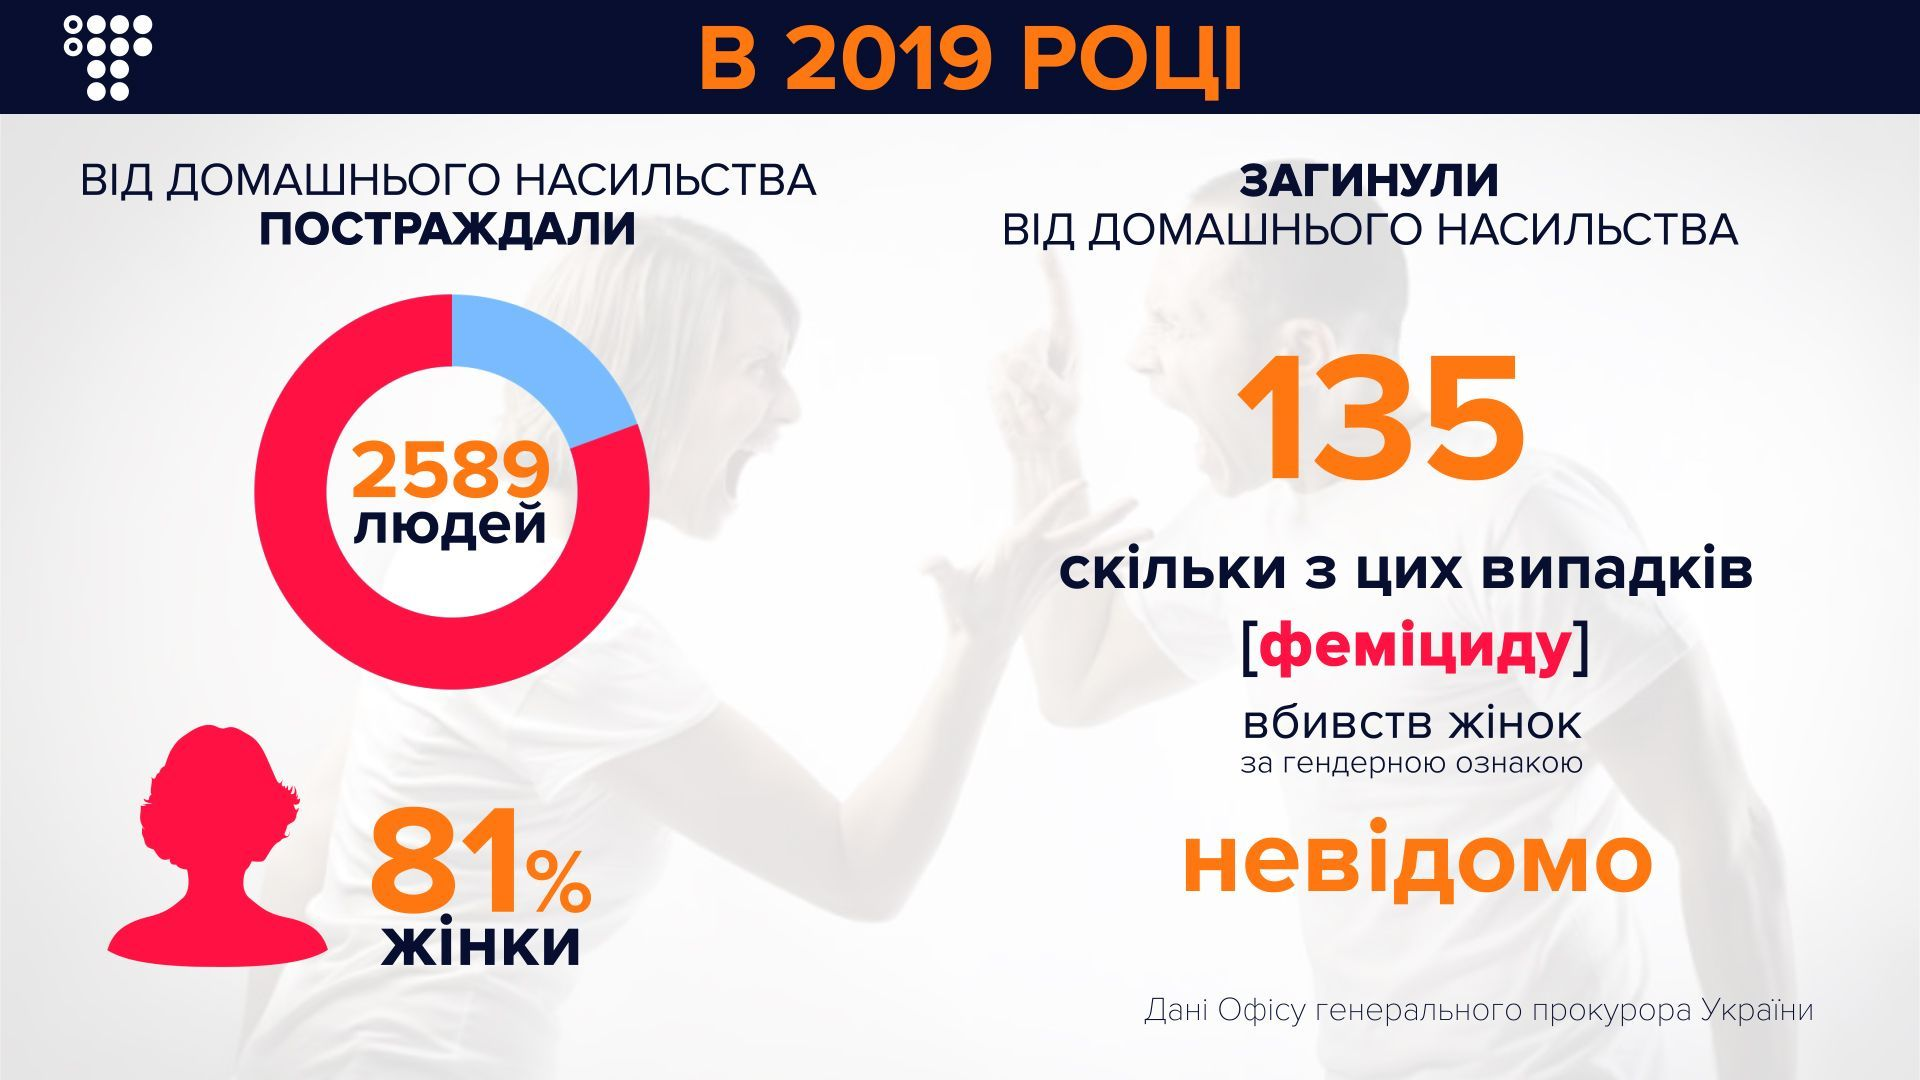 В 2019 РОЦІ
ВІД ДОМАШНЬОГО НАСИЛЬСТВА
ПОСТРАЖДАЛИ
2589
людей
81%
жінки
ЗАГИНУЛИ
ВІД ДОМАШНЬОГО НАСИЛЬСТВА
135
скільки з цих випадків
[феміциду]
вбивств жінок
за гендерною ознакою
невідомо
Дані Офісу генерального прокурора України